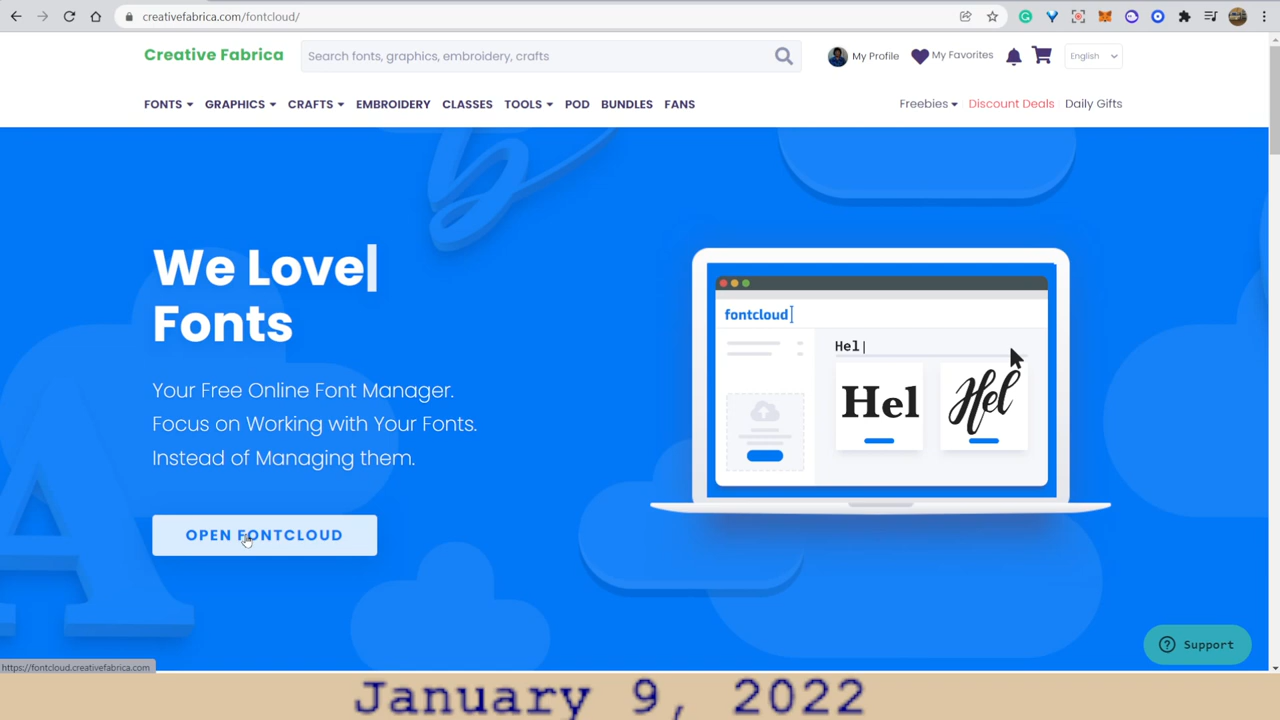 creativefabrica.com/fontcloud/
Creative Fabrica
Search fonts, graphics, embroidery, crafts
My Profile
My Favorites
English
FONTS
GRAPHICS
CRAFTS
EMBROIDERY
CLASSES
TOOLS
POD
BUNDLES
FANS
Freebies
Discount Deals
Daily Gifts
We Love
Fonts
Your Free Online Font Manager.
Focus on Working with Your Fonts.
Instead of Managing them.
OPEN FONTCLOUD
fontcloud
Hel
Hel
Hel
Support
https://fontcloud.creativefabrica.com
January 9, 2022